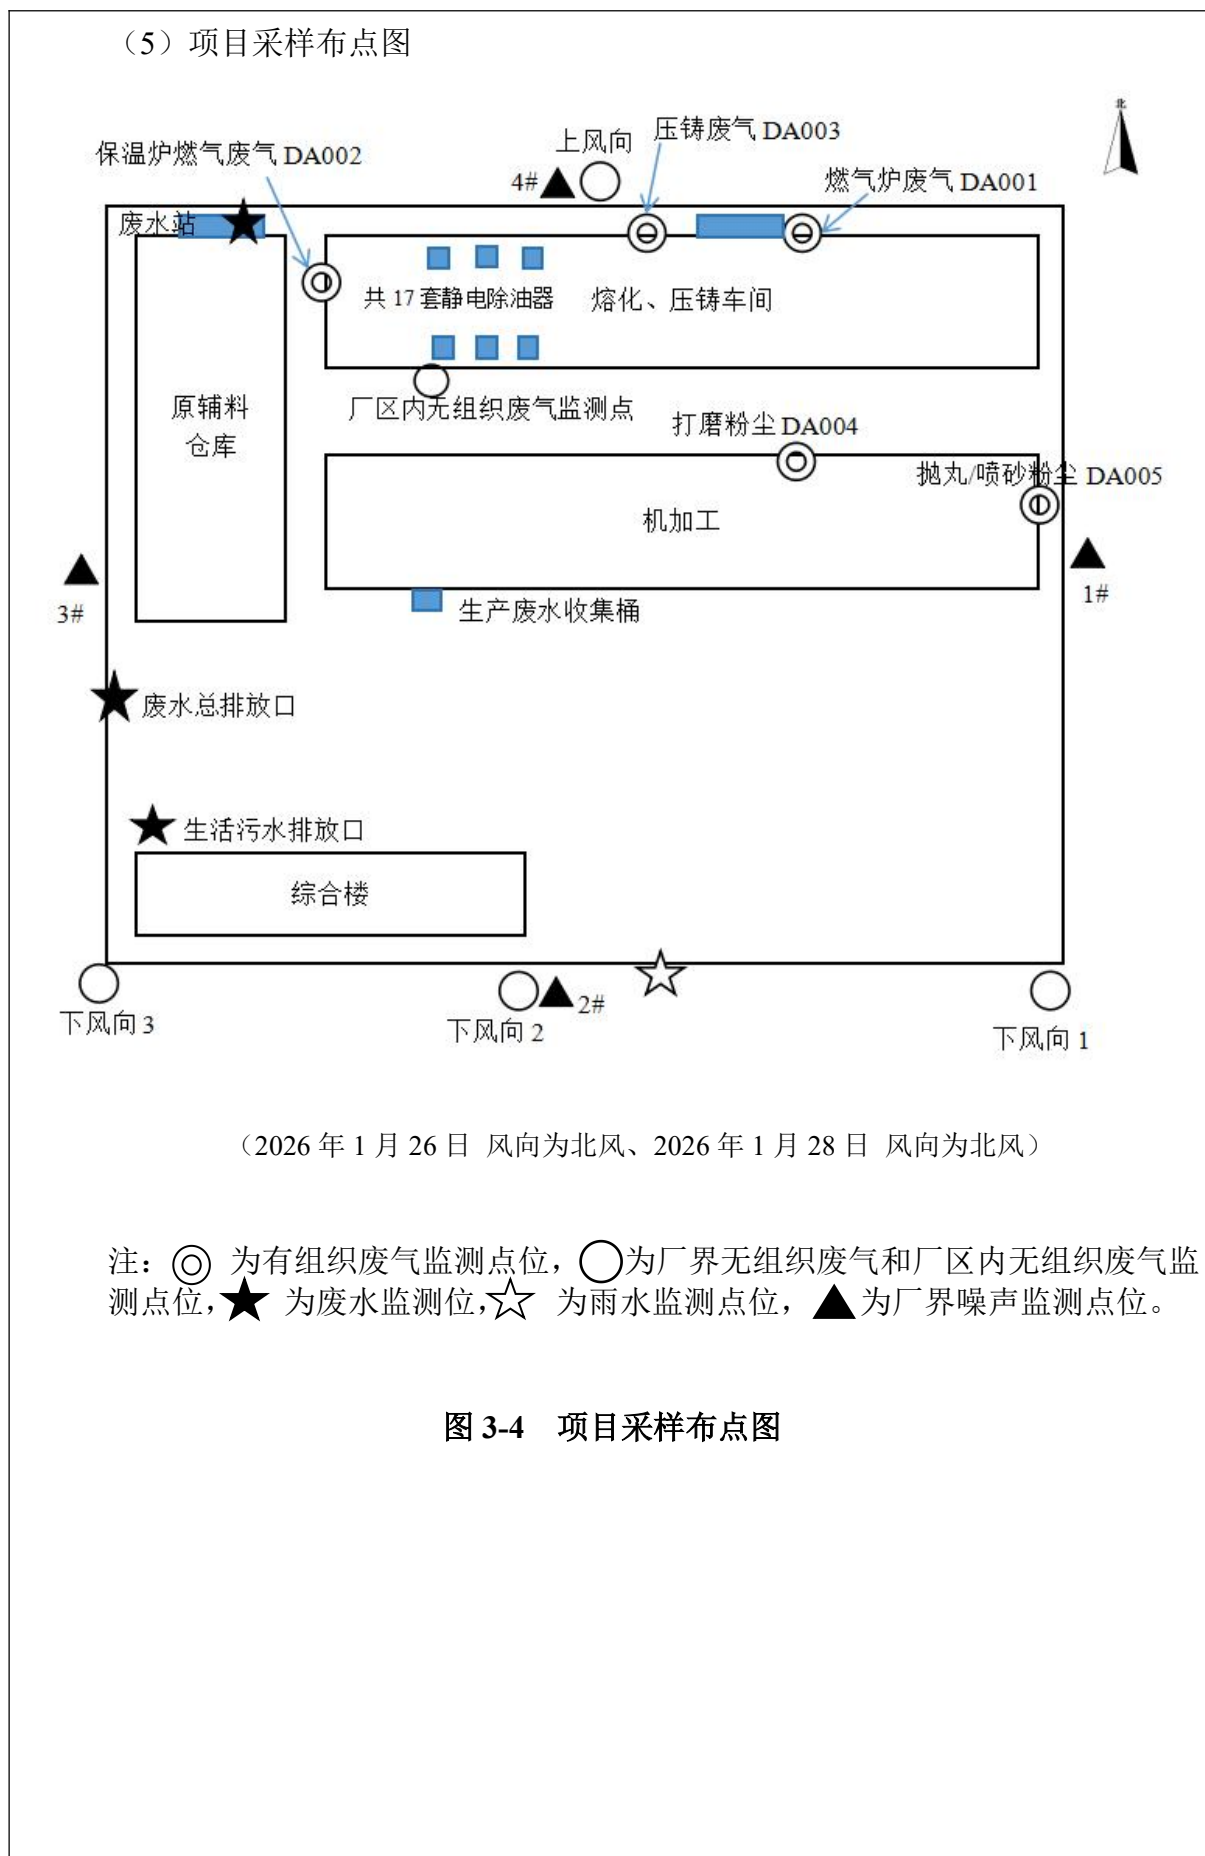 （5）项目采样布点图
北
压铸废气 DA003
上风向
保温炉燃气废气 DA002
4#
燃气炉废气 DA001
废水站
共 17 套静电除油器
熔化、压铸车间
原辅料
仓库
厂区内无组织废气监测点
打磨粉尘 DA004
抛丸/喷砂粉尘 DA005
机加工
3#
1#
生产废水收集桶
废水总排放口
生活污水排放口
综合楼
2#
下风向 3
下风向 2
下风向 1
（2026 年 1 月 26 日 风向为北风、2026 年 1 月 28 日 风向为北风）
注：◎ 为有组织废气监测点位，○为厂界无组织废气和厂区内无组织废气监
测点位，★ 为废水监测位，☆ 为雨水监测点位，▲为厂界噪声监测点位。
图 3-4 项目采样布点图